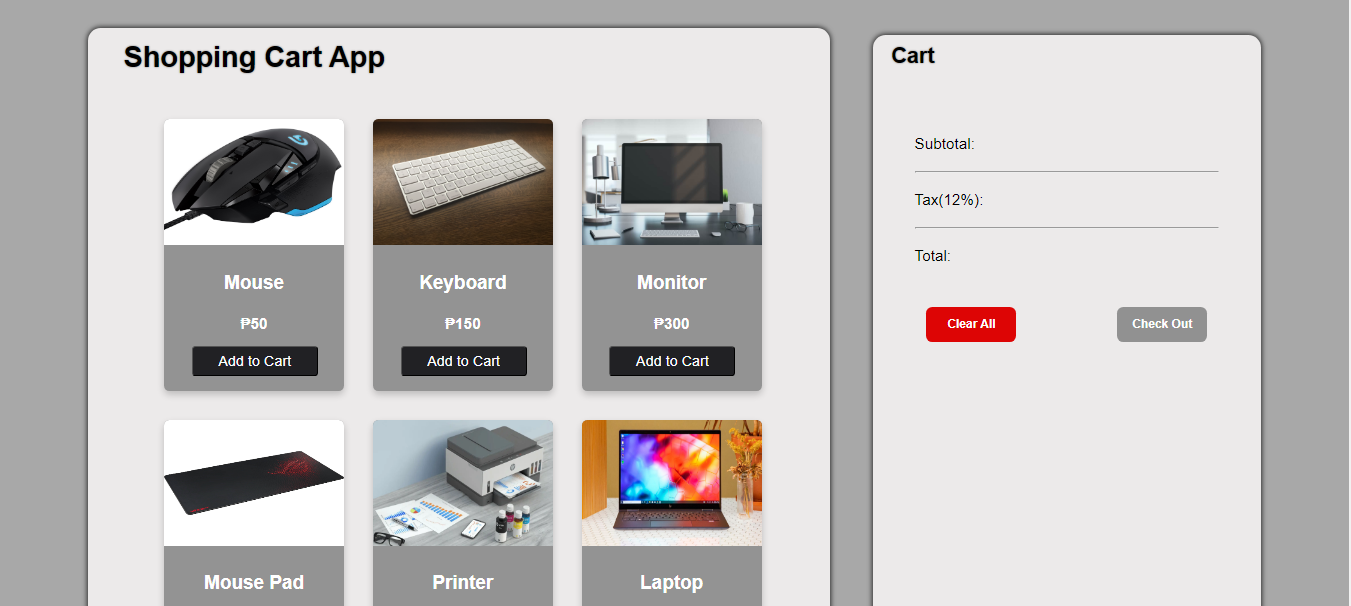 Shopping Cart App
Mouse
₱50
Add to Cart
Keyboard
₱150
Add to Cart
Monitor
₱300
Add to Cart
Mouse Pad
Printer
Laptop
Cart
Subtotal:
Tax(12%):
Total:
Clear All
Check Out